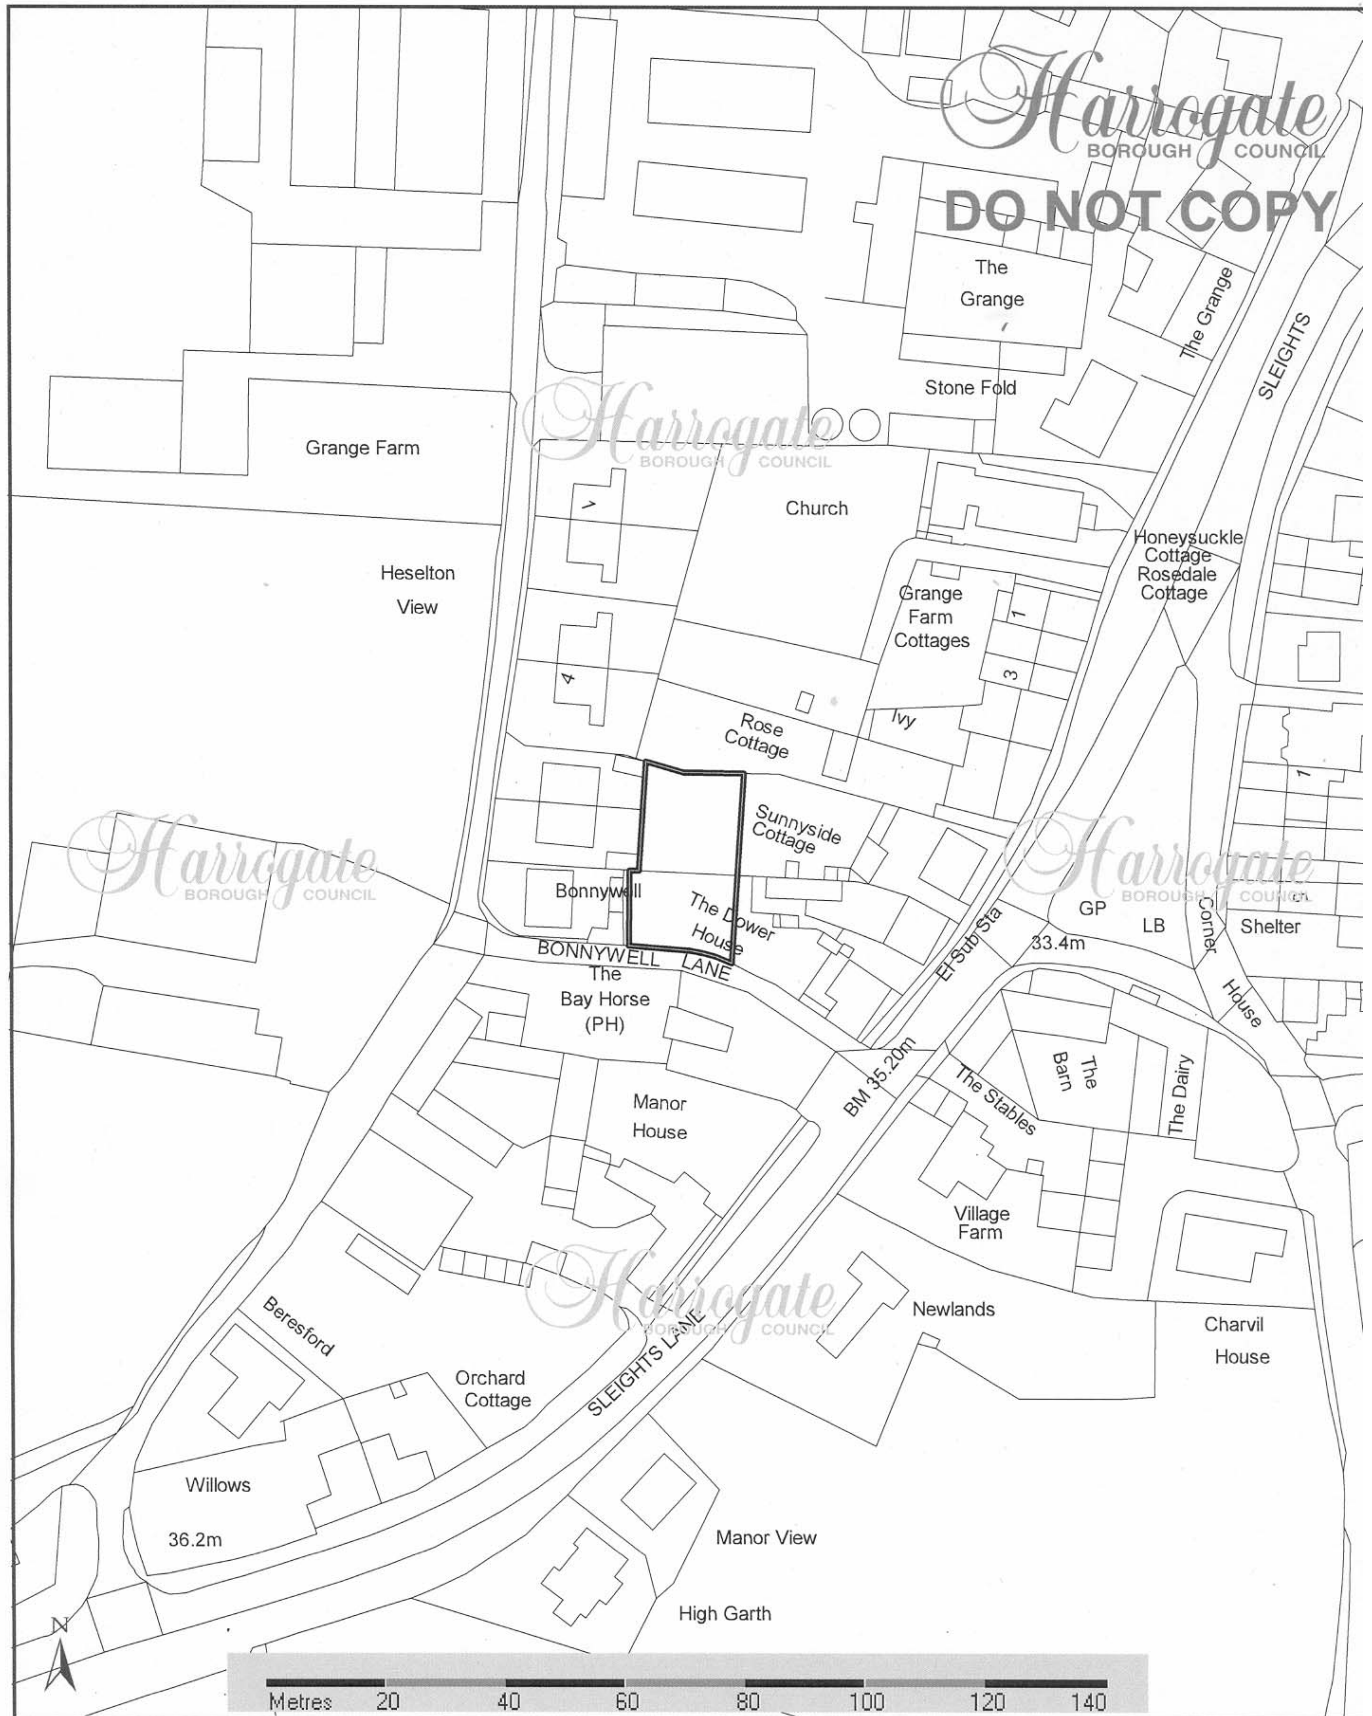 Harrogate
BOROUGH COUNCIL
DO NOT COPY
The
Grange
The Grange
SLEIGHTS
Stone Fold
Harrogate
BOROUGH COUNCIL
Grange Farm
1
Church
Honeysuckle
Cottage
Rosedale
Cottage
Heselton
View
Grange
Farm
Cottages
1
3
4
Ivy
Rose
Cottage
1
Sunnyside
Cottage
Harrogate
BOROUGH COUNCIL
Harrogate
BOROUGH COUNCIL
Bonnywell
The Dower
House
GP
LB
Corner
House
Shelter
El Sub Sta
33.4m
BONNYWELL LANE
The
Bay Horse
(PH)
BM 35.20m
The Stables
The
Barn
The Dairy
Manor
House
Village
Farm
Harrogate
BOROUGH COUNCIL
Newlands
Charvil
House
Beresford
SLEIGHTS LANE
Orchard
Cottage
Willows
36.2m
Manor View
High Garth
N
Metres 20 40 60 80 100 120 140